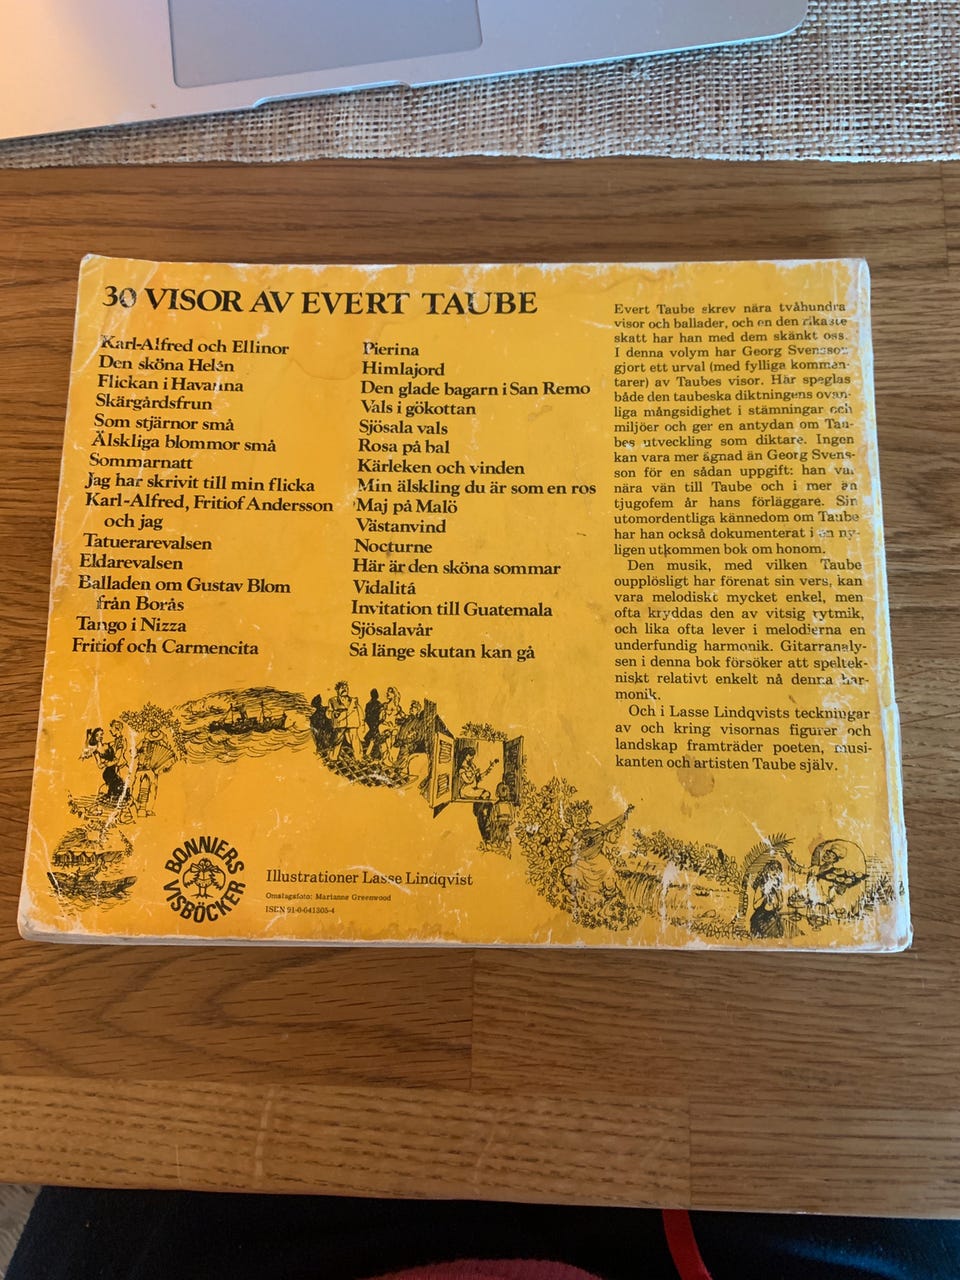 30 VISOR AV EVERT TAUBE
Karl-Alfred och Ellinor
Den sköna Helén
Flickan i Havanna
Skärgårdsfrun
Som stjärnor små
Älskliga blommor små
Sommarnatt
Jag har skrivit till min flicka
Karl-Alfred, Fritiof Andersson
och jag
Tatuerarevalsen
Eldarevalsen
Balladen om Gustav Blom
från Borås
Tango i Nizza
Fritiof och Carmencita
Pierina
Himlajord
Den glade bagarn i San Remo
Vals i gökottan
Sjösala vals
Rosa på bal
Kärleken och vinden
Min älskling du är som en ros
Maj på Malö
Västanvind
Nocturne
Här är den sköna sommar
Vidalitá
Invitation till Guatemala
Sjösalavår
Så länge skutan kan gå
Evert Taube skrev nära tvåhundra
visor och ballader, och en den rikaste
skatt har han med dem skänkt oss.
I denna volym har Georg Svensson
gjort ett urval (med fylliga kommen-
tarer) av Taubes visor. Här speglas
både den taubeska diktningens ovan-
liga mångsidighet i stämningar och
miljöer och ger en antydan om Tau-
bes utveckling som diktare. Ingen
kan vara mer ägnad än Georg Svens-
son för en sådan uppgift: han var
nära vän till Taube och i mer än
tjugofem år hans förläggare. Sin
utomordentliga kännedom om Taube
har han också dokumenterat i en ny-
ligen utkommen bok om honom.
Den musik, med vilken Taube
oupplösligt har förenat sin vers, kan
vara melodiskt mycket enkel, men
ofta kryddas den av vitsig rytmik,
och lika ofta lever i melodierna en
underfundig harmonik. Gitarranaly-
sen i denna bok försöker att speltek-
niskt relativt enkelt nå denna har-
monik.
Och i Lasse Lindqvists teckningar
av och kring visornas figurer och
landskap framträder poeten, musi-
kanten och artisten Taube själv.
BONNIERS
VISBÖCKER
Illustrationer Lasse Lindqvist
Omslagsfoto: Marianne Greenwood
ISBN 91-0-041305-4